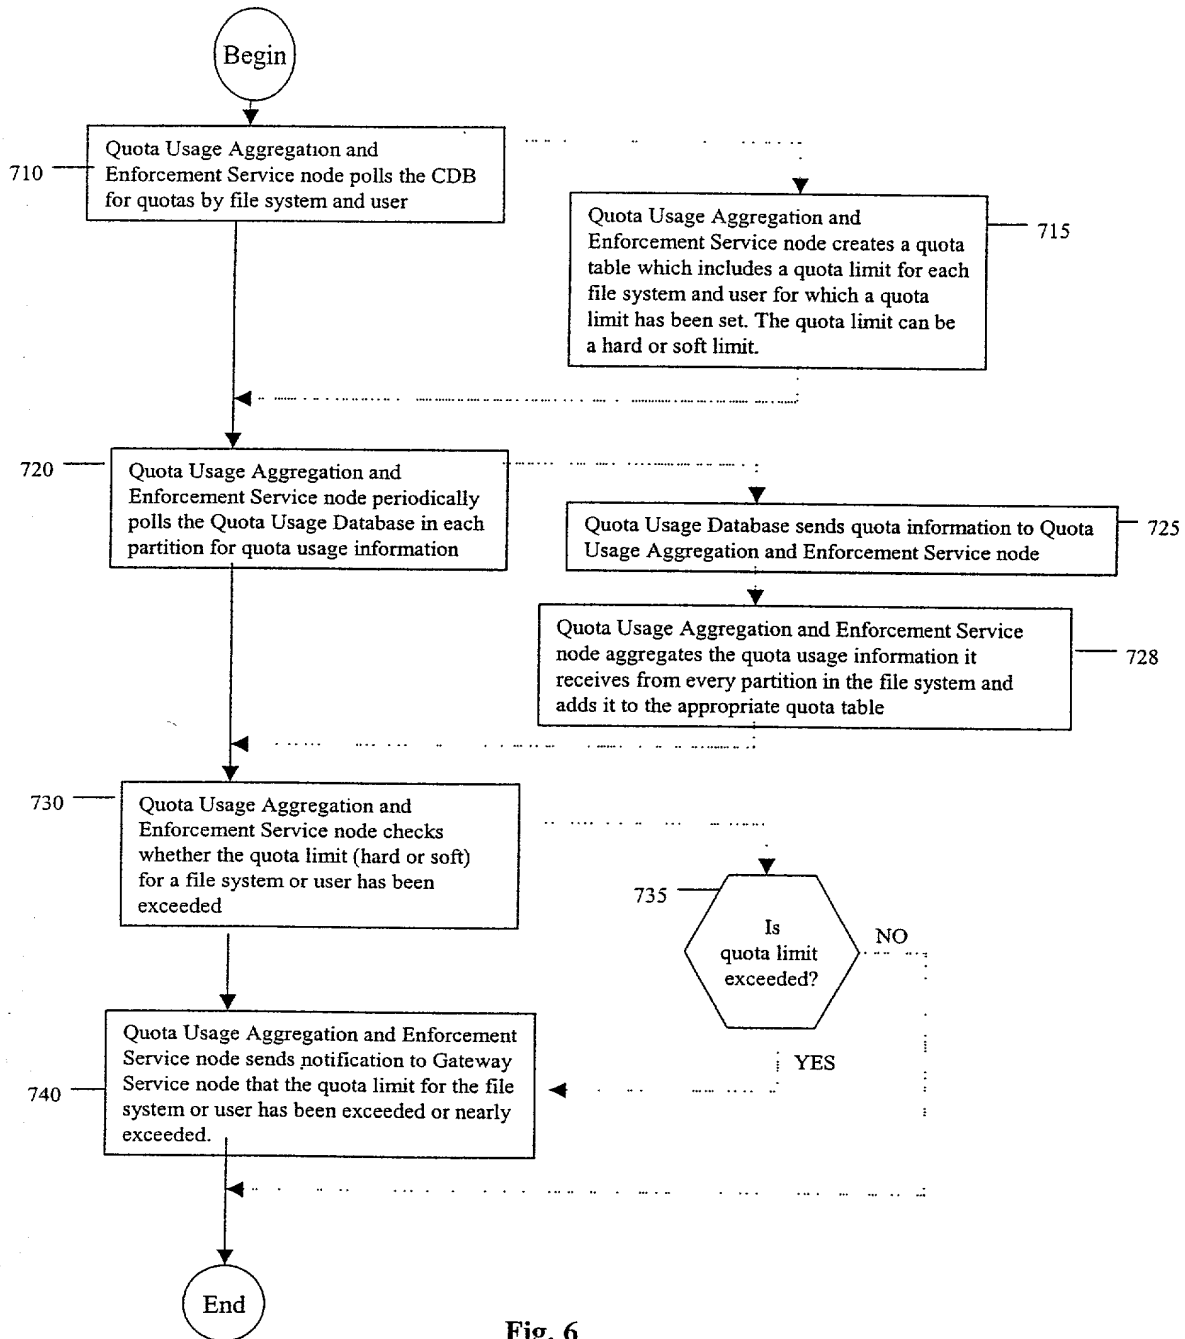 Begin
710
Quota Usage Aggregation and
Enforcement Service node polls the CDB
for quotas by file system and user
Quota Usage Aggregation and
Enforcement Service node creates a quota
table which includes a quota limit for each
file system and user for which a quota
limit has been set. The quota limit can be
a hard or soft limit.
715
720
Quota Usage Aggregation and
Enforcement Service node periodically
polls the Quota Usage Database in each
partition for quota usage information
Quota Usage Database sends quota information to Quota
Usage Aggregation and Enforcement Service node
725
Quota Usage Aggregation and Enforcement Service
node aggregates the quota usage information it
receives from every partition in the file system and
adds it to the appropriate quota table
728
730
Quota Usage Aggregation and
Enforcement Service node checks
whether the quota limit (hard or soft)
for a file system or user has been
exceeded
735
Is
quota limit
exceeded?
NO
YES
740
Quota Usage Aggregation and Enforcement
Service node sends notification to Gateway
Service node that the quota limit for the file
system or user has been exceeded or nearly
exceeded.
End
Fig. 6